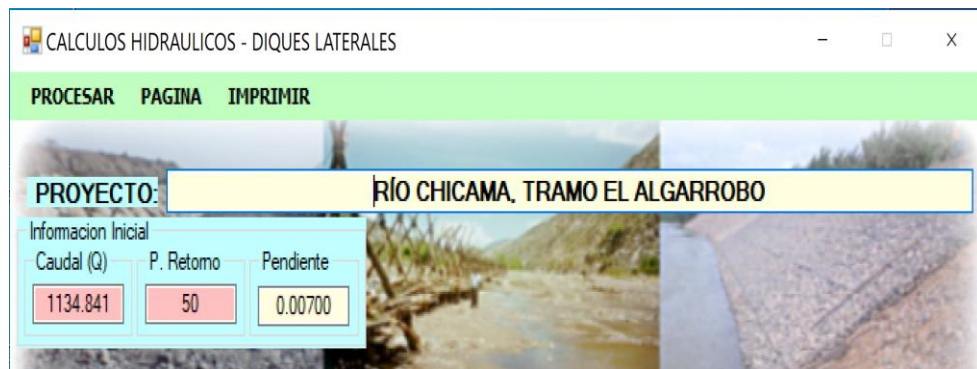 CALCULOS HIDRAULICOS - DIQUES LATERALES
PROCESAR PAGINA IMPRIMIR
PROYECTO: RÍO CHICAMA, TRAMO EL ALGARROBO
Informacion Inicial
Caudal (Q) P. Retorno Pendiente
1134.841 50 0.00700